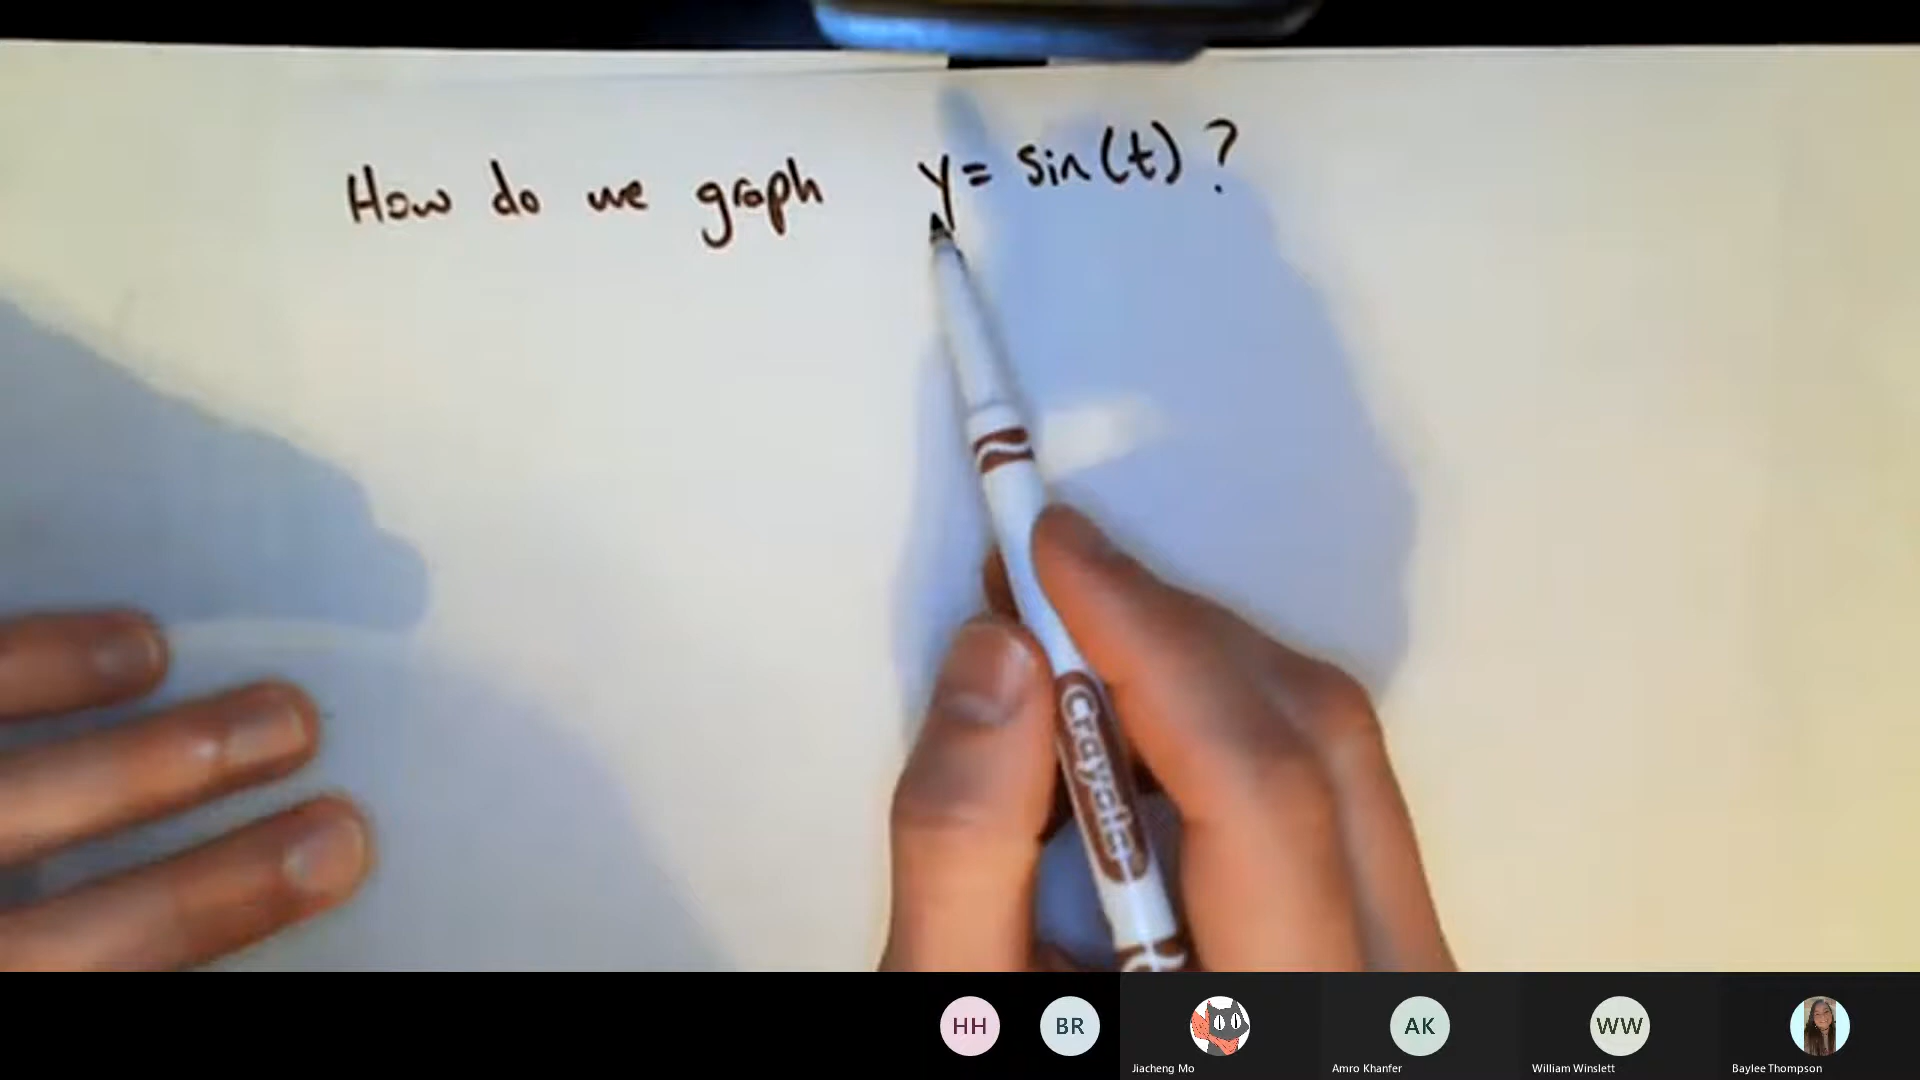 How do we graph y = sin(t)?
Crayola
HH BR AK WW
Jiacheng Mo Amro Khanfer William Winslett Baylee Thompson